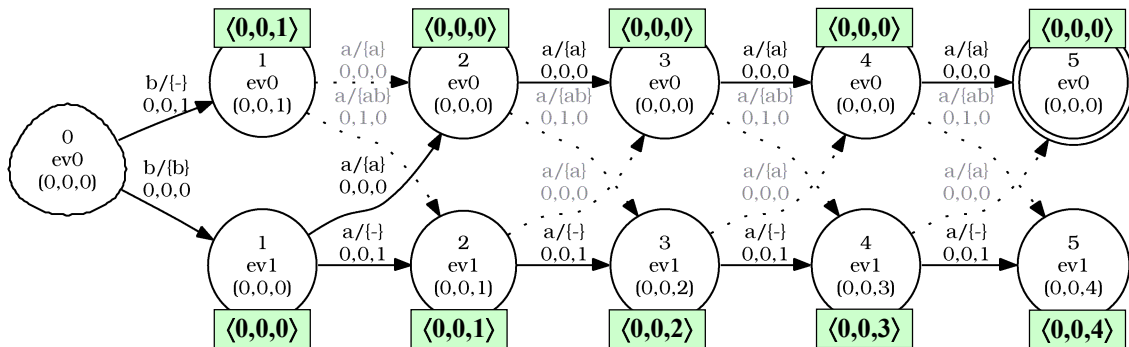 ⟨0,0,1⟩
⟨0,0,0⟩
⟨0,0,0⟩
⟨0,0,0⟩
⟨0,0,0⟩
1
ev0
(0,0,1)
2
ev0
(0,0,0)
3
ev0
(0,0,0)
4
ev0
(0,0,0)
5
ev0
(0,0,0)
a/{a}
0,0,0
a/{a}
0,0,0
a/{a}
0,0,0
a/{a}
0,0,0
a/{ab}
0,1,0
a/{ab}
0,1,0
a/{ab}
0,1,0
a/{ab}
0,1,0
b/{-}
0,0,1
0
ev0
(0,0,0)
b/{b}
0,0,0
a/{a}
0,0,0
a/{a}
0,0,0
a/{a}
0,0,0
a/{a}
0,0,0
a/{-}
0,0,1
a/{-}
0,0,1
a/{-}
0,0,1
a/{-}
0,0,1
1
ev1
(0,0,0)
2
ev1
(0,0,1)
3
ev1
(0,0,2)
4
ev1
(0,0,3)
5
ev1
(0,0,4)
⟨0,0,0⟩
⟨0,0,1⟩
⟨0,0,2⟩
⟨0,0,3⟩
⟨0,0,4⟩